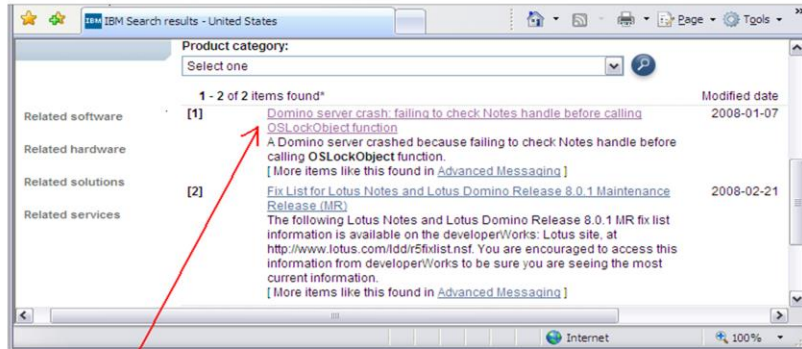 IBM Search results - United States
Page
Tools
Product category:
Select one
1 - 2 of 2 items found*
Modified date
Related software
Related hardware
Related solutions
Related services
[1] Domino server crash: failing to check Notes handle before calling 2008-01-07
OSLockObject function
A Domino server crashed because failing to check Notes handle before
calling OSLockObject function.
[ More items like this found in Advanced Messaging ]
[2] Fix List for Lotus Notes and Lotus Domino Release 8.0.1 Maintenance 2008-02-21
Release (MR)
The following Lotus Notes and Lotus Domino Release 8.0.1 MR fix list
information is available on the developerWorks: Lotus site, at
http://www.lotus.com/ldd/r5fixlist.nsf. You are encouraged to access this
information from developerWorks to be sure you are seeing the most
current information.
[ More items like this found in Advanced Messaging ]
Internet
100%